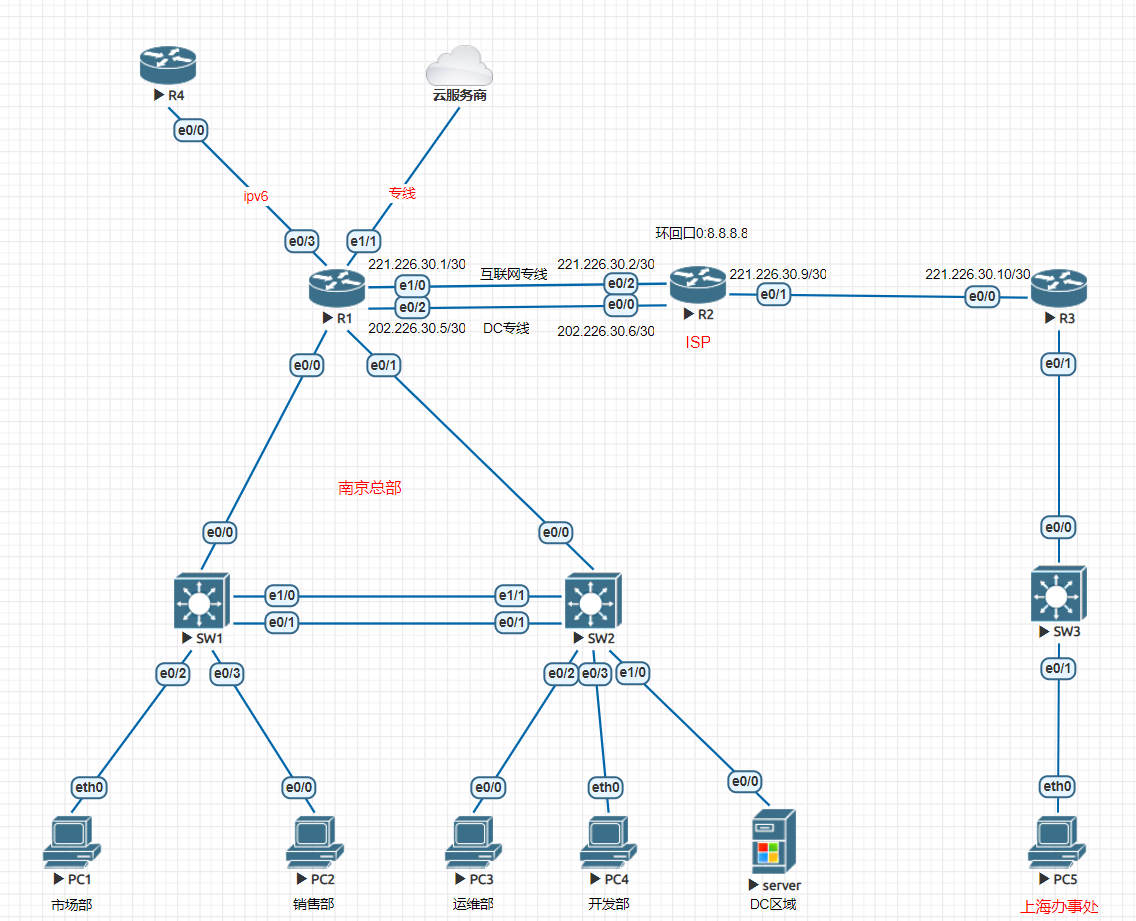 R4
云服务商
e0/0
ipv6
专线
环回口0:8.8.8.8
e0/3
e1/1
221.226.30.1/30
互联网专线
221.226.30.2/30
221.226.30.9/30
221.226.30.10/30
e1/0
e0/2
e0/1
e0/0
e0/2
e0/0
R1
R2
R3
202.226.30.5/30
DC专线
202.226.30.6/30
ISP
e0/0
e0/1
e0/1
南京总部
e0/0
e0/0
e0/0
e1/0
e1/1
e0/1
e0/1
SW1
SW2
SW3
e0/2
e0/3
e0/2
e0/3
e1/0
e0/1
eth0
e0/0
e0/0
eth0
e0/0
eth0
PC1
PC2
PC3
PC4
server
PC5
市场部
销售部
运维部
开发部
DC区域
上海办事处